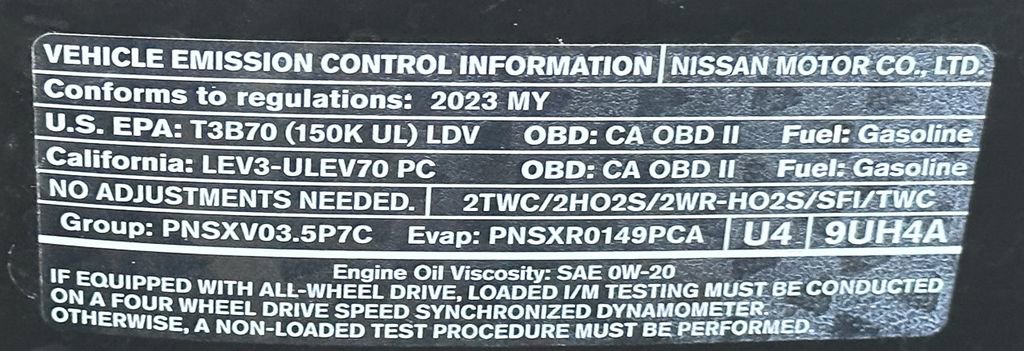 VEHICLE EMISSION CONTROL INFORMATION NISSAN MOTOR CO., LTD.
Conforms to regulations: 2023 MY
U.S. EPA: T3B70 (150K UL) LDV OBD: CA OBD II Fuel: Gasoline
California: LEV3-ULEV70 PC OBD: CA OBD II Fuel: Gasoline
NO ADJUSTMENTS NEEDED. 2TWC/2HO2S/2WR-HO2S/SFI/TWC
Group: PNSXV03.5P7C Evap: PNSXR0149PCA U4 9UH4A
Engine Oil Viscosity: SAE 0W-20
IF EQUIPPED WITH ALL-WHEEL DRIVE, LOADED I/M TESTING MUST BE CONDUCTED
ON A FOUR WHEEL DRIVE SPEED SYNCHRONIZED DYNAMOMETER.
OTHERWISE, A NON-LOADED TEST PROCEDURE MUST BE PERFORMED.